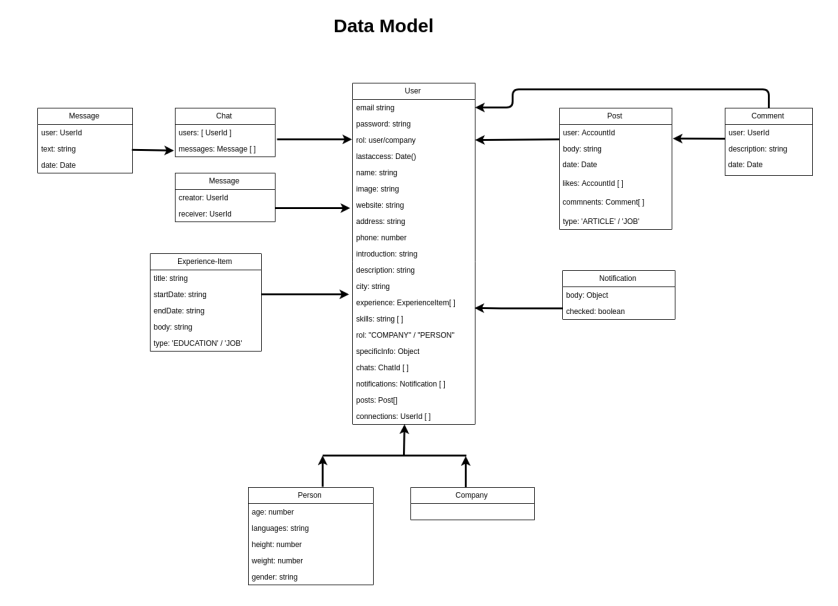 Data Model
Message
user: UserId
text: string
date: Date
Chat
users: [ UserId ]
messages: Message [ ]
Message
creator: UserId
receiver: UserId
Experience-Item
title: string
startDate: string
endDate: string
body: string
type: 'EDUCATION' / 'JOB'
User
email string
password: string
rol: user/company
lastaccess: Date()
name: string
image: string
website: string
address: string
phone: number
introduction: string
description: string
city: string
experience: ExperienceItem[ ]
skills: string [ ]
rol: "COMPANY" / "PERSON"
specificInfo: Object
chats: ChatId [ ]
notifications: Notification [ ]
posts: Post[]
connections: UserId [ ]
Post
user: AccountId
body: string
date: Date
likes: AccountId [ ]
commnents: Comment[ ]
type: 'ARTICLE' / 'JOB'
Comment
user: UserId
description: string
date: Date
Notification
body: Object
checked: boolean
Person
age: number
languages: string
height: number
weight: number
gender: string
Company